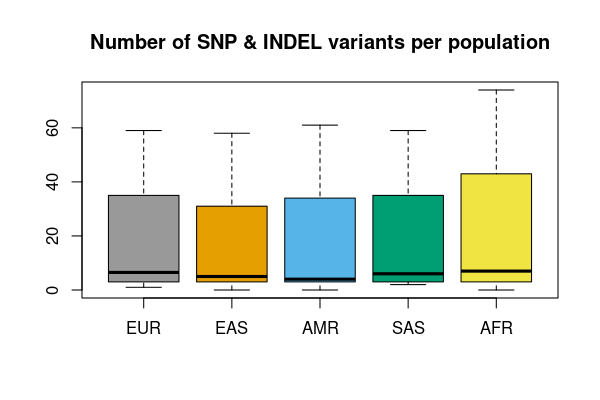 Number of SNP & INDEL variants per population
60
40
20
0
EUR EAS AMR SAS AFR